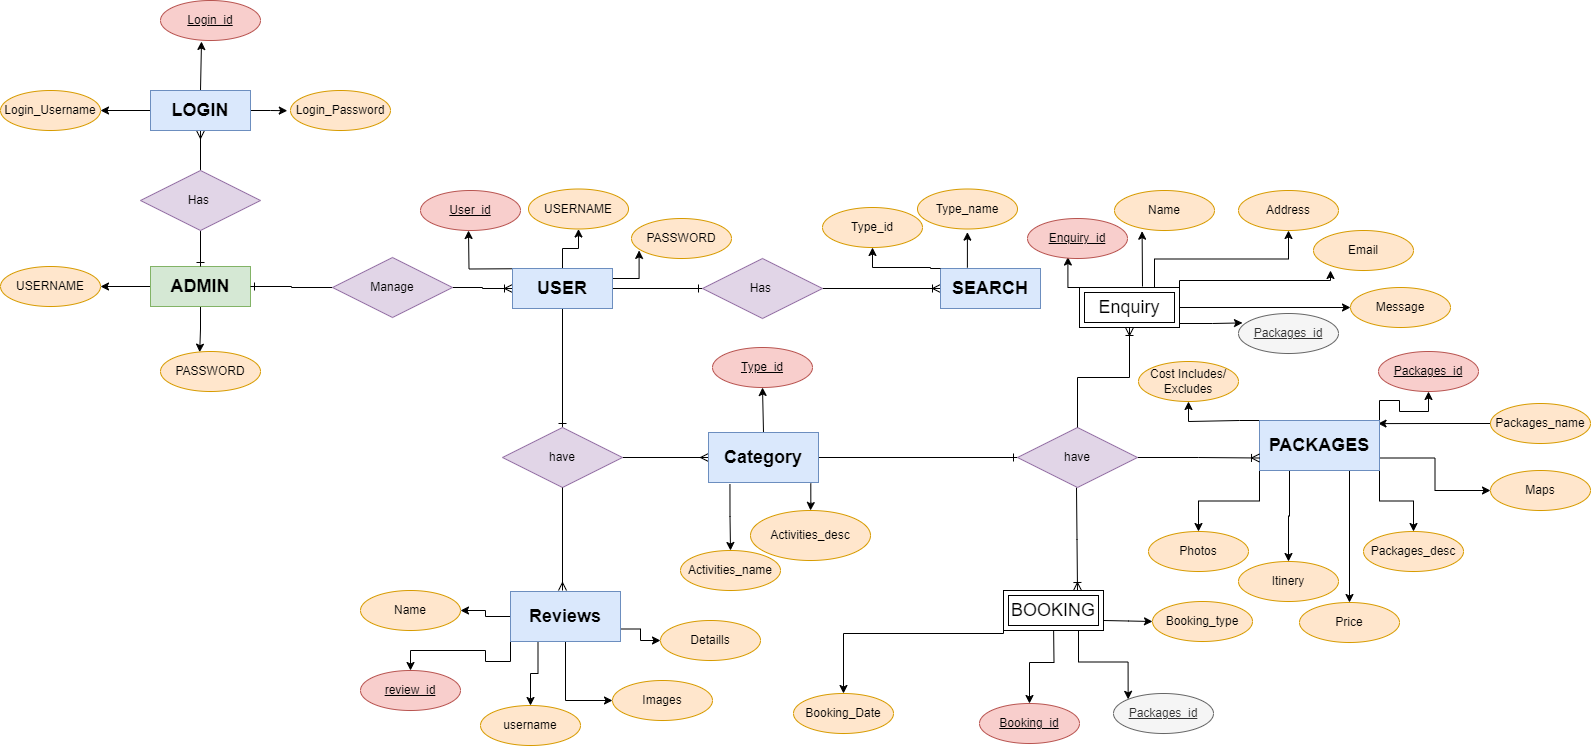 Login_id
Login_Username
LOGIN
Login_Password
Has
USERNAME
ADMIN
PASSWORD
Manage
User_id
USERNAME
PASSWORD
USER
Has
Type_id
Type_name
SEARCH
Enquiry_id
Name
Address
Email
Message
Packages_id
Enquiry
Type_id
have
Category
Activities_name
Activities_desc
have
Cost Includes/
Excludes
Packages_id
Packages_name
PACKAGES
Maps
Photos
Itinery
Price
Packages_desc
Name
Reviews
Detaills
review_id
username
Images
BOOKING
Booking_type
Booking_Date
Booking_id
Packages_id